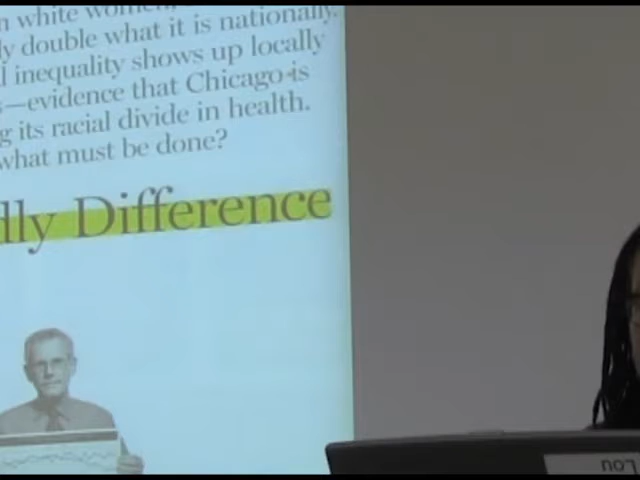 n white women,
ly double what it is nationally.
l inequality shows up locally
—evidence that Chicago is
g its racial divide in health.
what must be done?
dly Difference